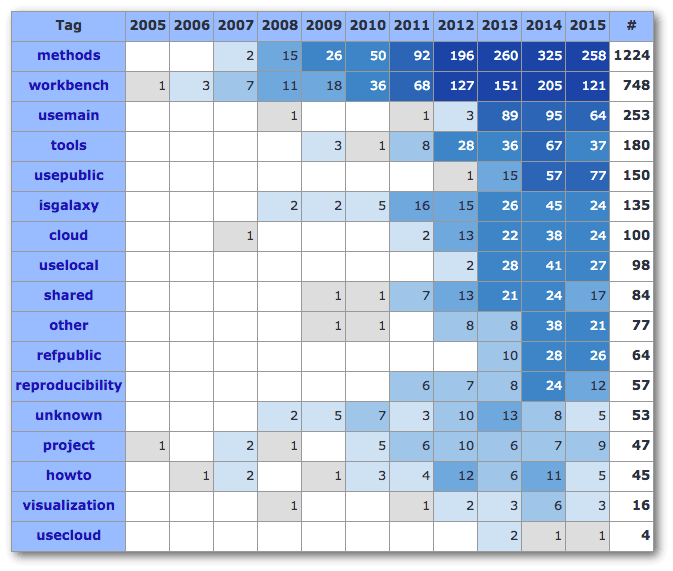 Tag 2005 2006 2007 2008 2009 2010 2011 2012 2013 2014 2015 #
methods 2 15 26 50 92 196 260 325 258 1224
workbench 1 3 7 11 18 36 68 127 151 205 121 748
usemain 1 1 3 89 95 64 253
tools 3 1 8 28 36 67 37 180
usepublic 1 15 57 77 150
isgalaxy 2 2 5 16 15 26 45 24 135
cloud 1 2 13 22 38 24 100
uselocal 2 28 41 27 98
shared 1 1 7 13 21 24 17 84
other 1 1 8 8 38 21 77
refpublic 10 28 26 64
reproducibility 6 7 8 24 12 57
unknown 2 5 7 3 10 13 8 5 53
project 1 2 1 5 6 10 6 7 9 47
howto 1 2 1 3 4 12 6 11 5 45
visualization 1 1 2 3 6 3 16
usecloud 2 1 1 4